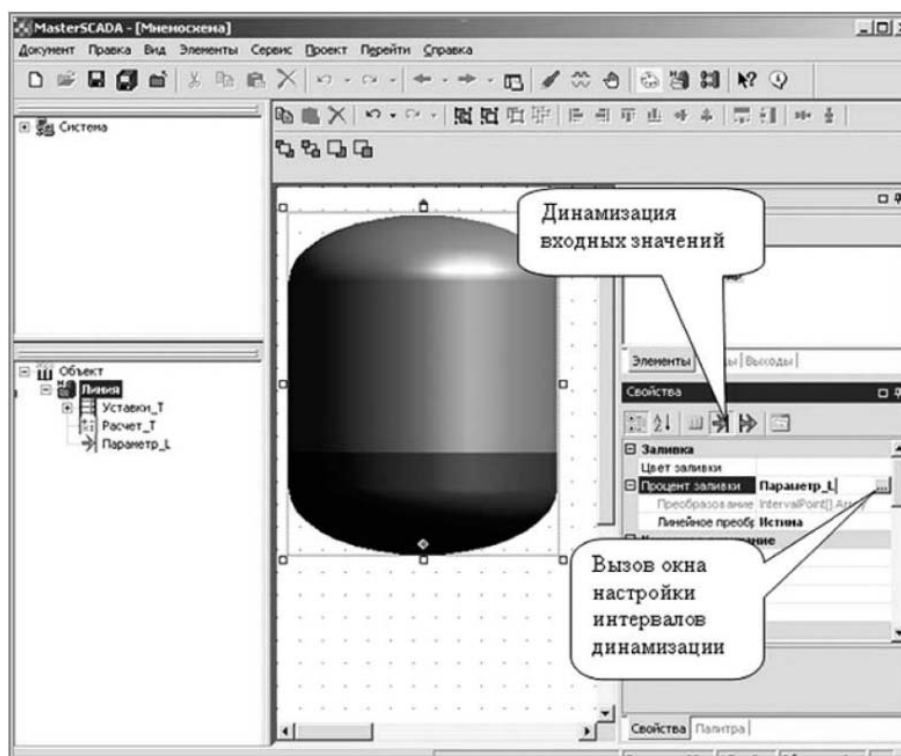 MasterSCADA - [Мнемосхема]
Документ Правка Вид Элементы Сервис Проект Перейти Справка
Система
Объект
Линия
Уставки_Т
Расчет_Т
Параметр_L
Динамизация
входных значений
Элементы
Выходы
Свойства
Заливка
Цвет заливки
Процент заливки Параметр_L
Преобразование IntervalPoint[] Array
Линейное преобр Истина
Вызов окна
настройки
интервалов
динамизации
Свойства Палитра